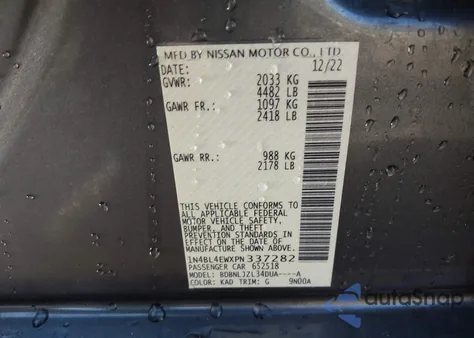 MFD BY NISSAN MOTOR CO., LTD.
DATE: 12/22
GVWR: 2033 KG
4482 LB
GAWR FR.: 1097 KG
2418 LB
GAWR RR.: 988 KG
2178 LB
THIS VEHICLE CONFORMS TO
ALL APPLICABLE FEDERAL
MOTOR VEHICLE SAFETY,
BUMPER, AND THEFT
PREVENTION STANDARDS IN
EFFECT ON THE DATE OF
MANUFACTURE SHOWN ABOVE.
1N4BL4EWXPN337282
PASSENGER CAR 652518
MODEL: BDBNLJZL34DUA----A
COLOR: KAD TRIM: G 9N00A
AutoSnap